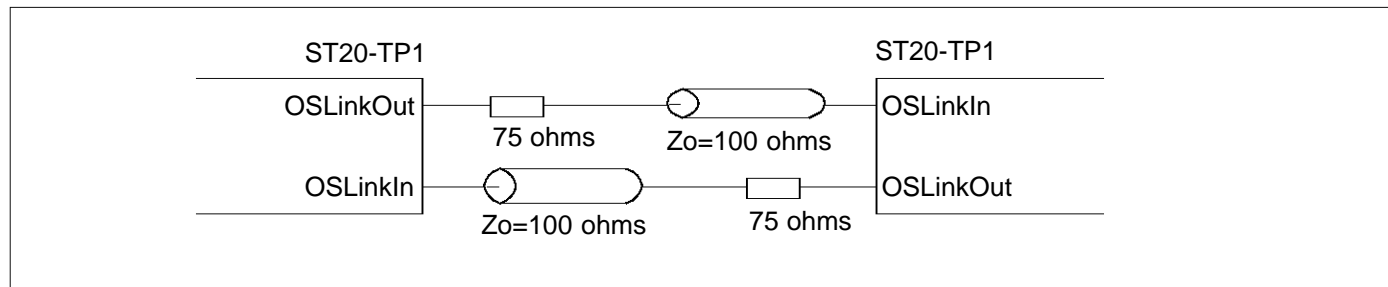 ST20-TP1
ST20-TP1
OSLinkOut
OSLinkIn
75 ohms
Zo=100 ohms
OSLinkIn
OSLinkOut
Zo=100 ohms
75 ohms